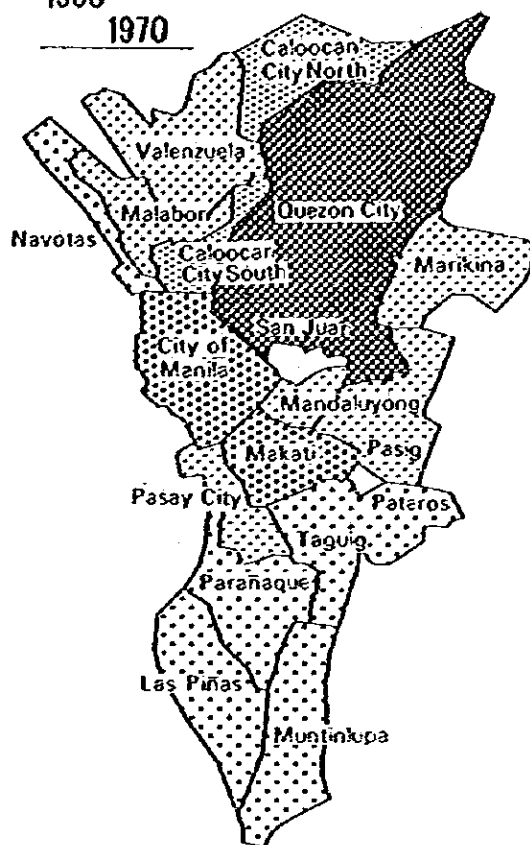 1970
Caloocan
City North
Valenzuela
Malabon
Quezon City
Navotas
Caloocan
City South
Marikina
San Juan
City of
Manila
Mandaluyong
Makati
Pasig
Pasay City
Pateros
Taguig
Parañaque
Las Piñas
Muntinlupa